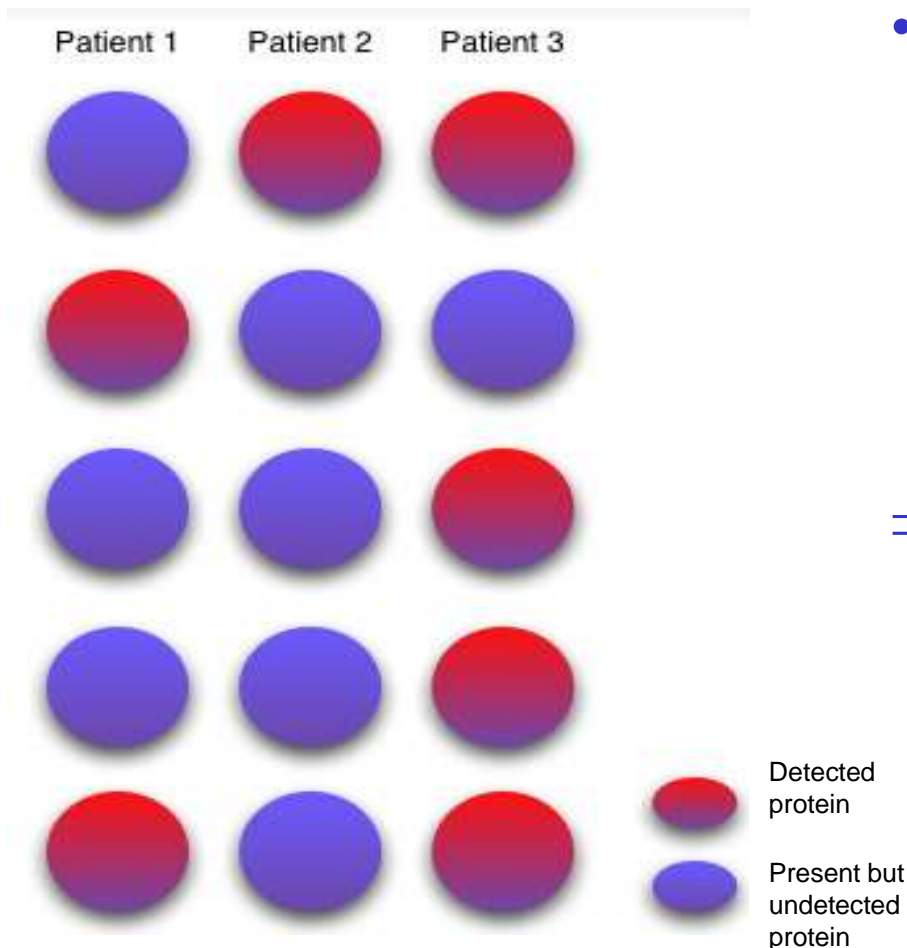 Patient 1 Patient 2 Patient 3
Detected
protein
Present but
undetected
protein